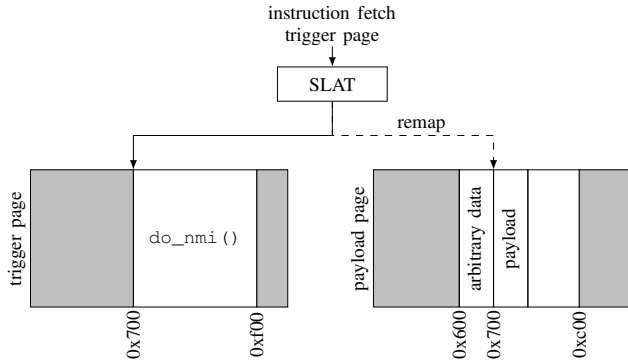 instruction fetch
trigger page
SLAT
remap
trigger page
do_nmi()
0x700
0xf00
payload page
arbitrary data
payload
0x600
0x700
0xc00